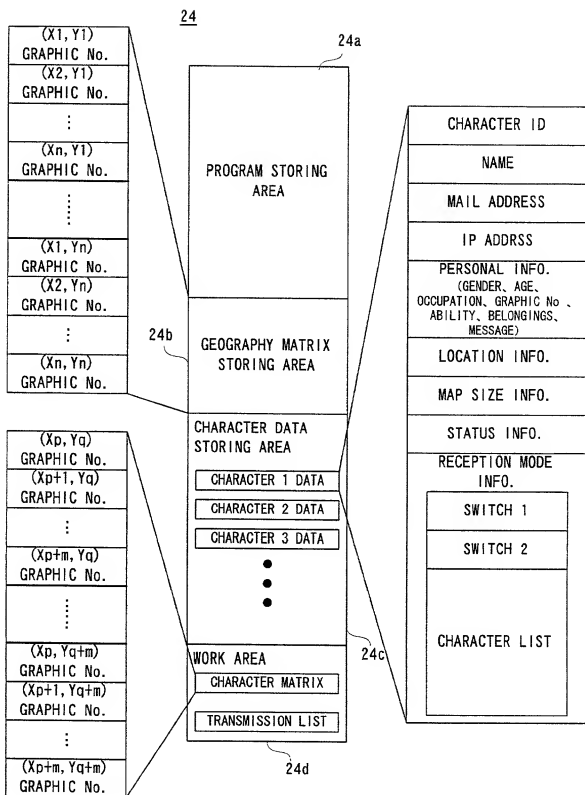 24
24a
(X1, Y1)
GRAPHIC No.
(X2, Y1)
GRAPHIC No.
⋮
(Xn, Y1)
GRAPHIC No.
⋮
(X1, Yn)
GRAPHIC No.
(X2, Yn)
GRAPHIC No.
⋮
(Xn, Yn)
GRAPHIC No.
PROGRAM STORING
AREA
24b
GEOGRAPHY MATRIX
STORING AREA
CHARACTER DATA
STORING AREA
CHARACTER 1 DATA
CHARACTER 2 DATA
CHARACTER 3 DATA
24c
WORK AREA
CHARACTER MATRIX
TRANSMISSION LIST
24d
(Xp, Yq)
GRAPHIC No.
(Xp+1, Yq)
GRAPHIC No.
⋮
(Xp+m, Yq)
GRAPHIC No.
⋮
(Xp, Yq+m)
GRAPHIC No.
(Xp+1, Yq+m)
GRAPHIC No.
⋮
(Xp+m, Yq+m)
GRAPHIC No.
CHARACTER ID
NAME
MAIL ADDRESS
IP ADDRSS
PERSONAL INFO.
(GENDER、AGE、
OCCUPATION、GRAPHIC No 、
ABILITY、BELONGINGS、
MESSAGE)
LOCATION INFO.
MAP SIZE INFO.
STATUS INFO.
RECEPTION MODE
INFO.
SWITCH 1
SWITCH 2
CHARACTER LIST